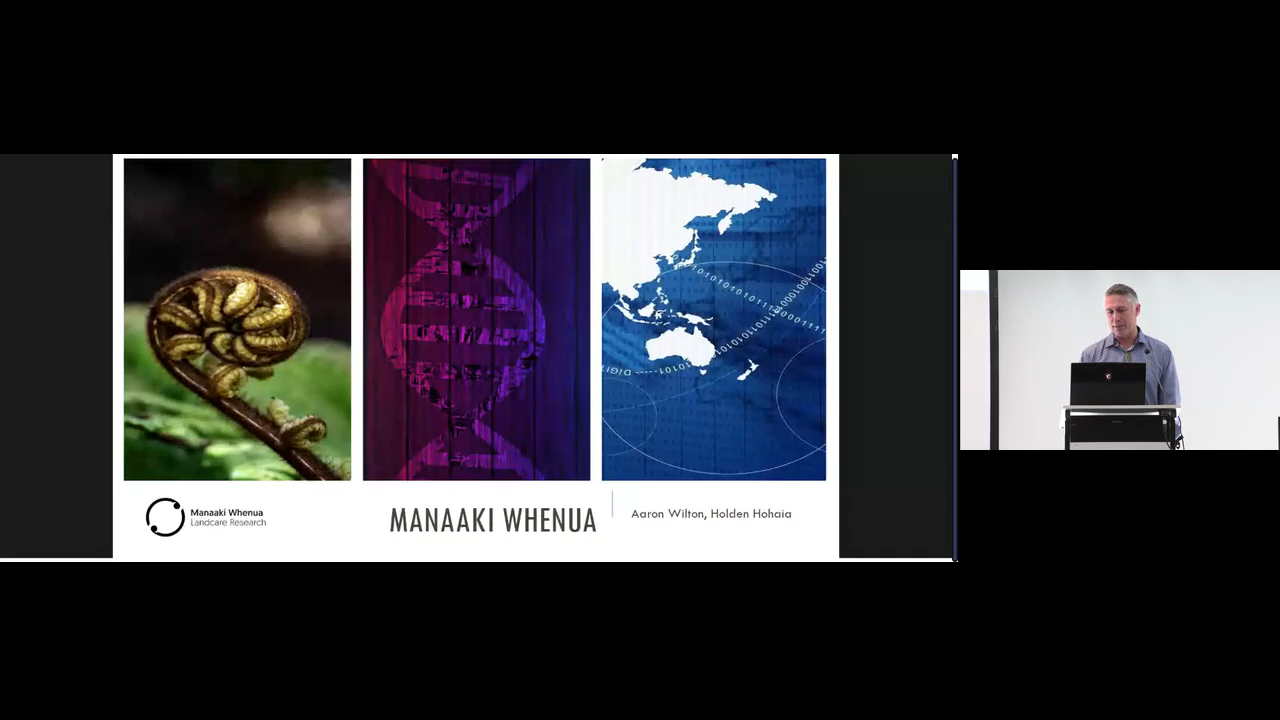 Manaaki Whenua
Landcare Research
MANAAKI WHENUA
Aaron Wilton, Holden Hohaia